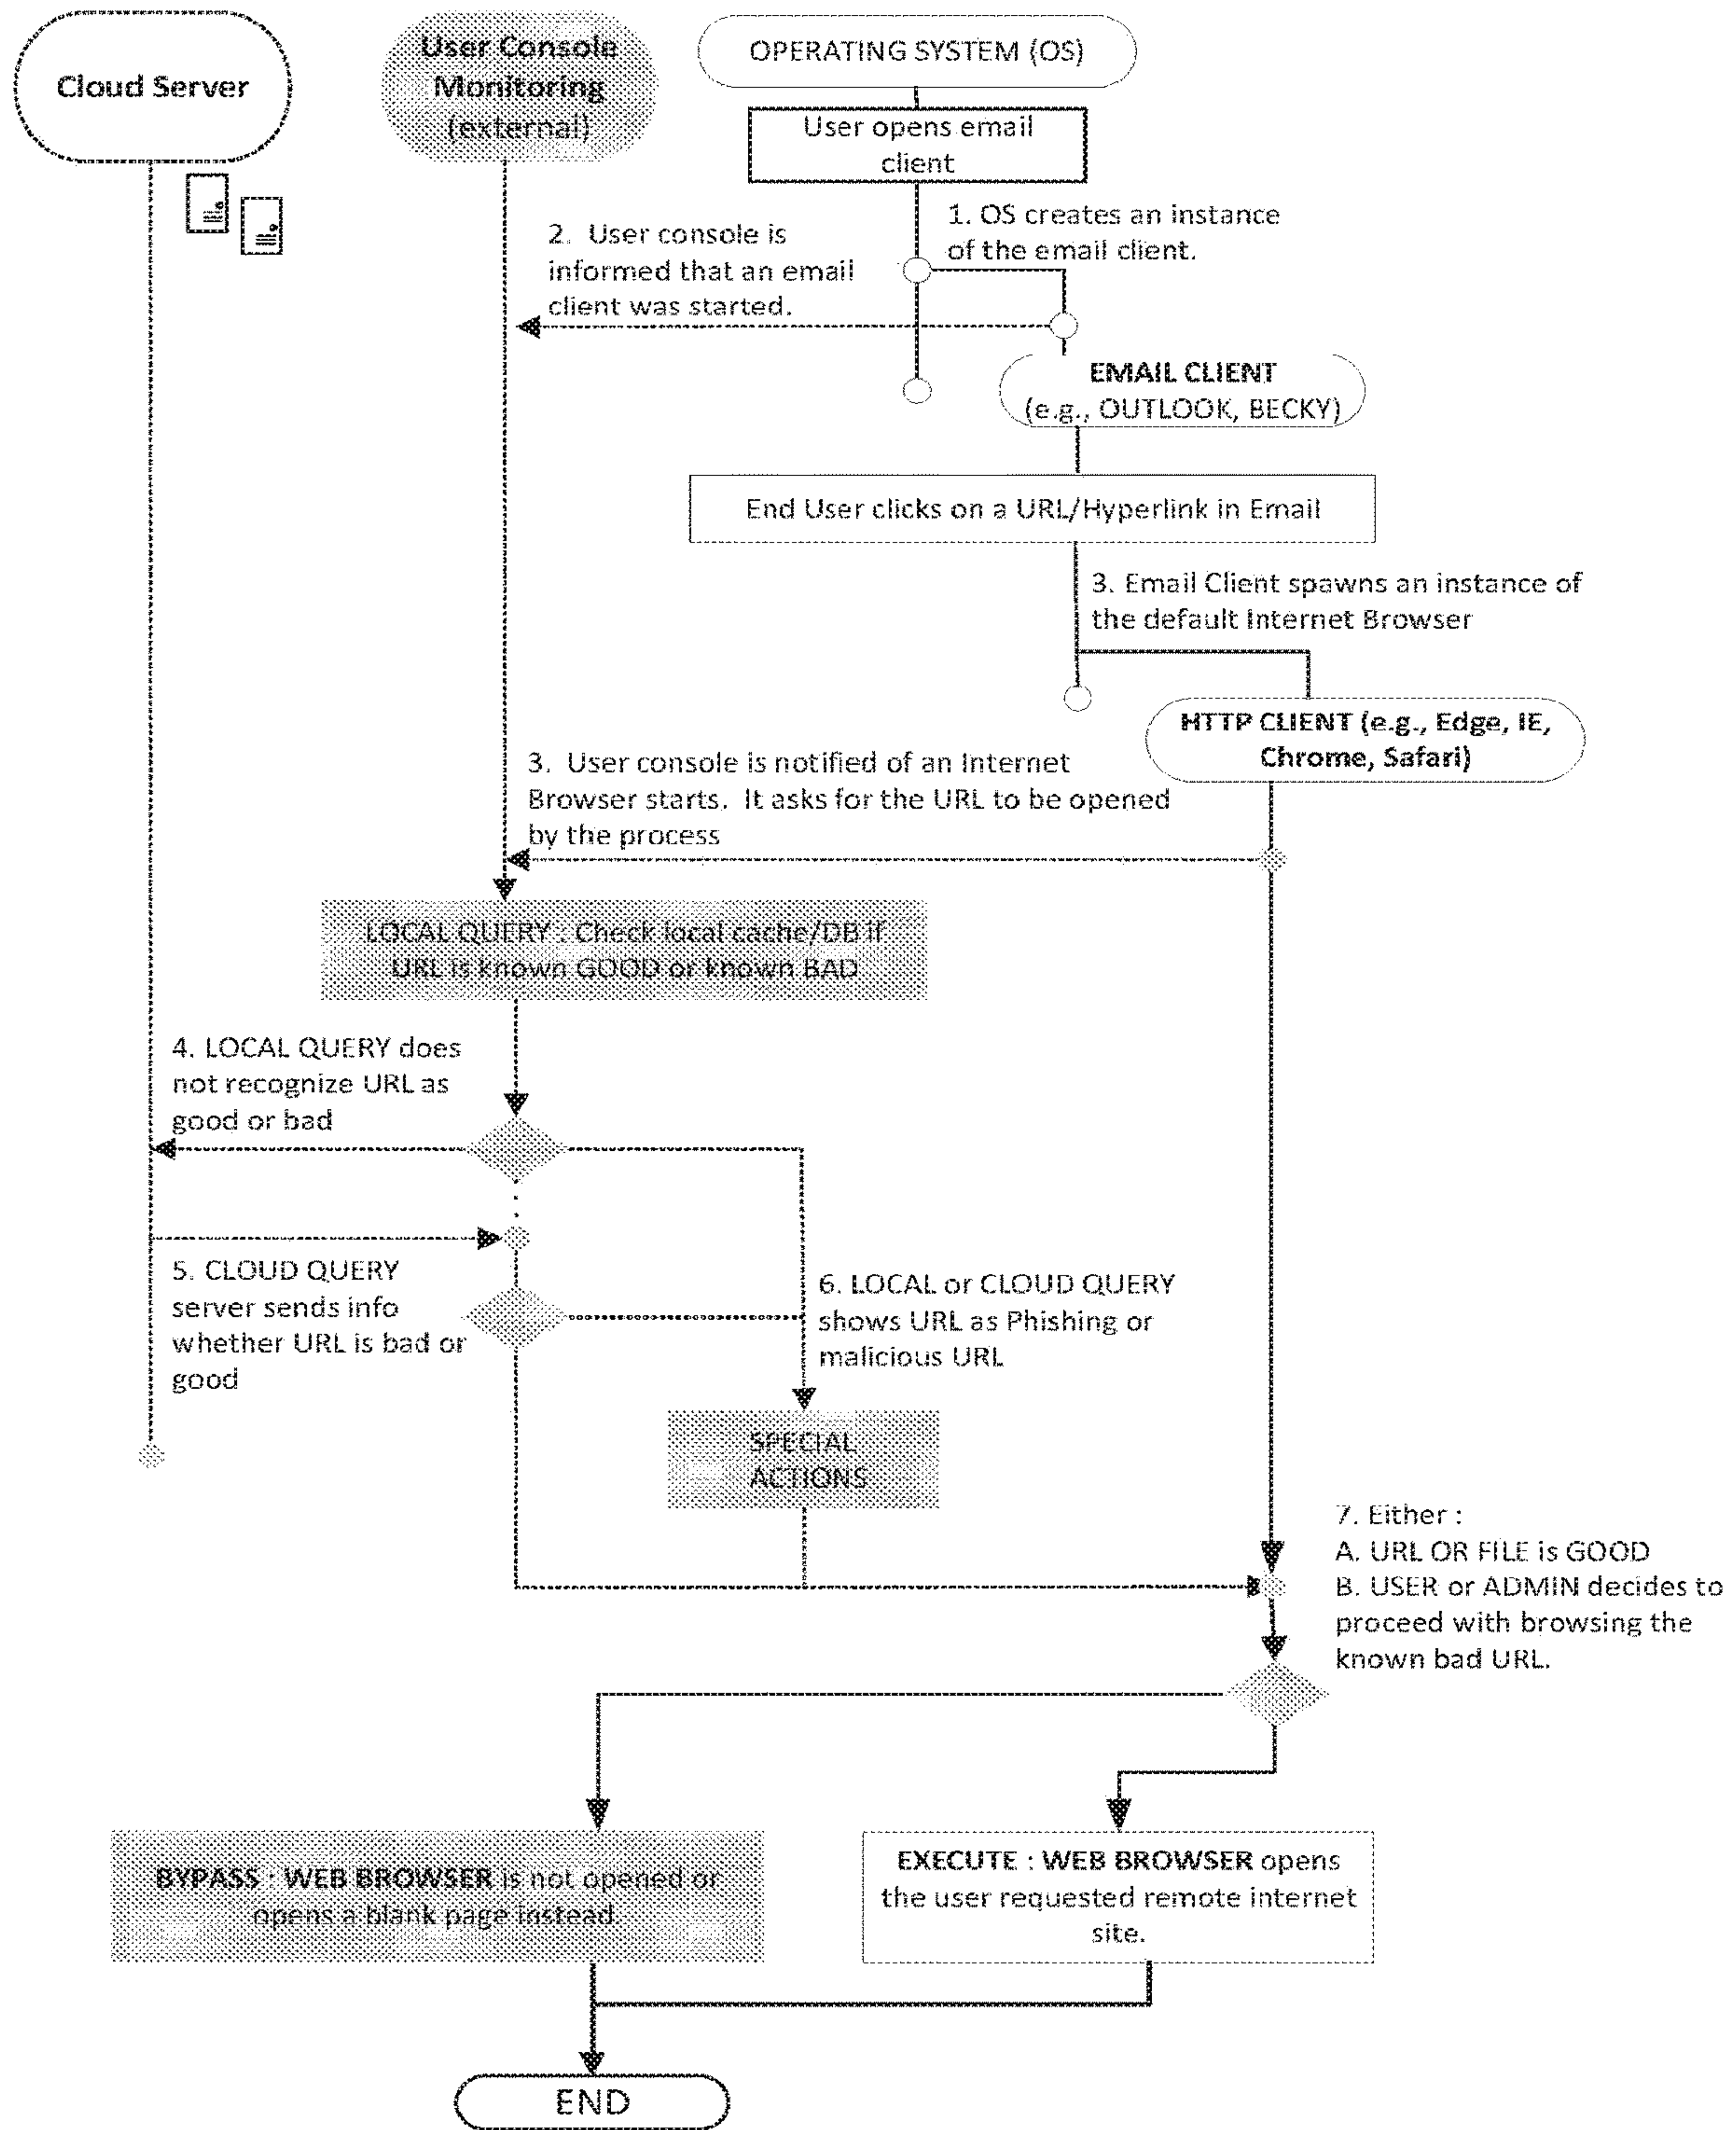 Cloud Server
User Console
Monitoring
(external)
OPERATING SYSTEM (OS)
User opens email
client
1. OS creates an instance
of the email client.
2. User console is
informed that an email
client was started.
EMAIL CLIENT
(e.g., OUTLOOK, BECKY)
End User clicks on a URL/Hyperlink in Email
3. Email Client spawns an instance of
the default Internet Browser
HTTP CLIENT (e.g., Edge, IE,
Chrome, Safari)
3. User console is notified of an Internet
Browser starts. It asks for the URL to be opened
by the process
LOCAL QUERY : Check local cache/DB if
URL is known GOOD or known BAD
4. LOCAL QUERY does
not recognize URL as
good or bad
5. CLOUD QUERY
server sends info
whether URL is bad or
good
6. LOCAL or CLOUD QUERY
shows URL as Phishing or
malicious URL
SPECIAL
ACTIONS
7. Either :
A. URL OR FILE is GOOD
B. USER or ADMIN decides to
proceed with browsing the
known bad URL.
BYPASS : WEB BROWSER is not opened or
opens a blank page instead.
EXECUTE : WEB BROWSER opens
the user requested remote internet
site.
END